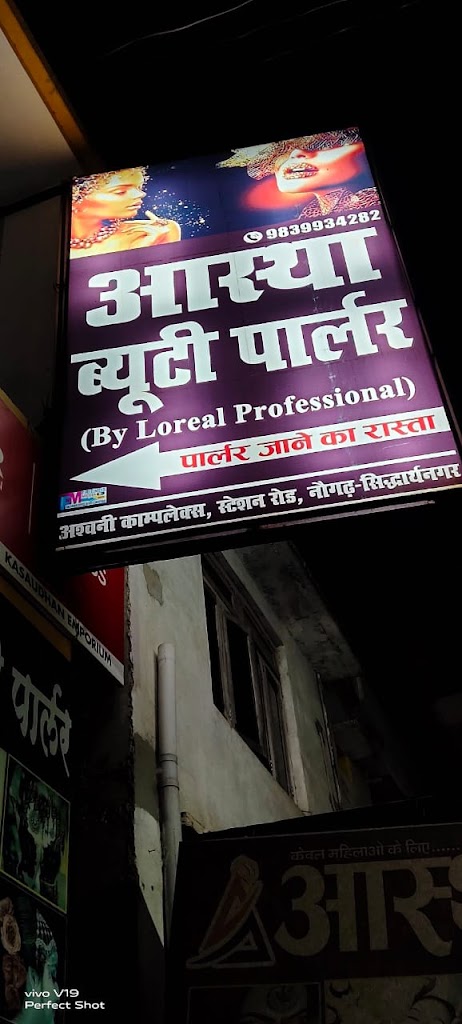 9839934282
आस्था
ब्यूटी पार्लर
(By Loreal Professional)
पार्लर जाने का रास्ता
अश्वनी काम्पलेक्स, स्टेशन रोड, नौगढ़-सिद्धार्थनगर
KASAUDHAN EMPORIUM
पार्लर
केवल महिलाओ के लिए......
vivo V19
Perfect Shot